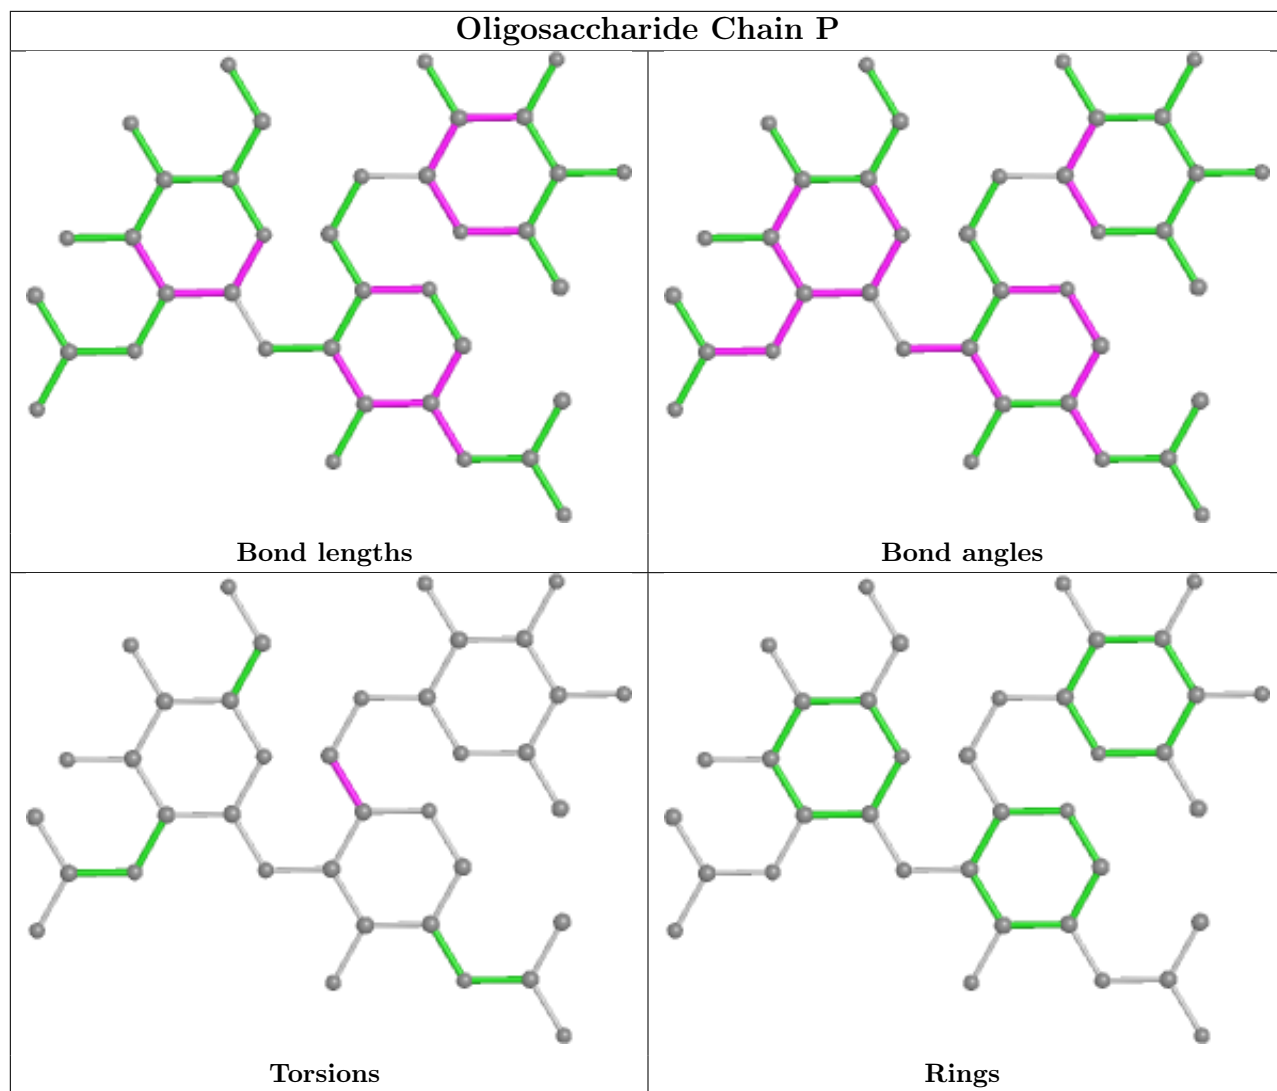 Oligosaccharide Chain P
Bond lengths
Bond angles
Torsions
Rings